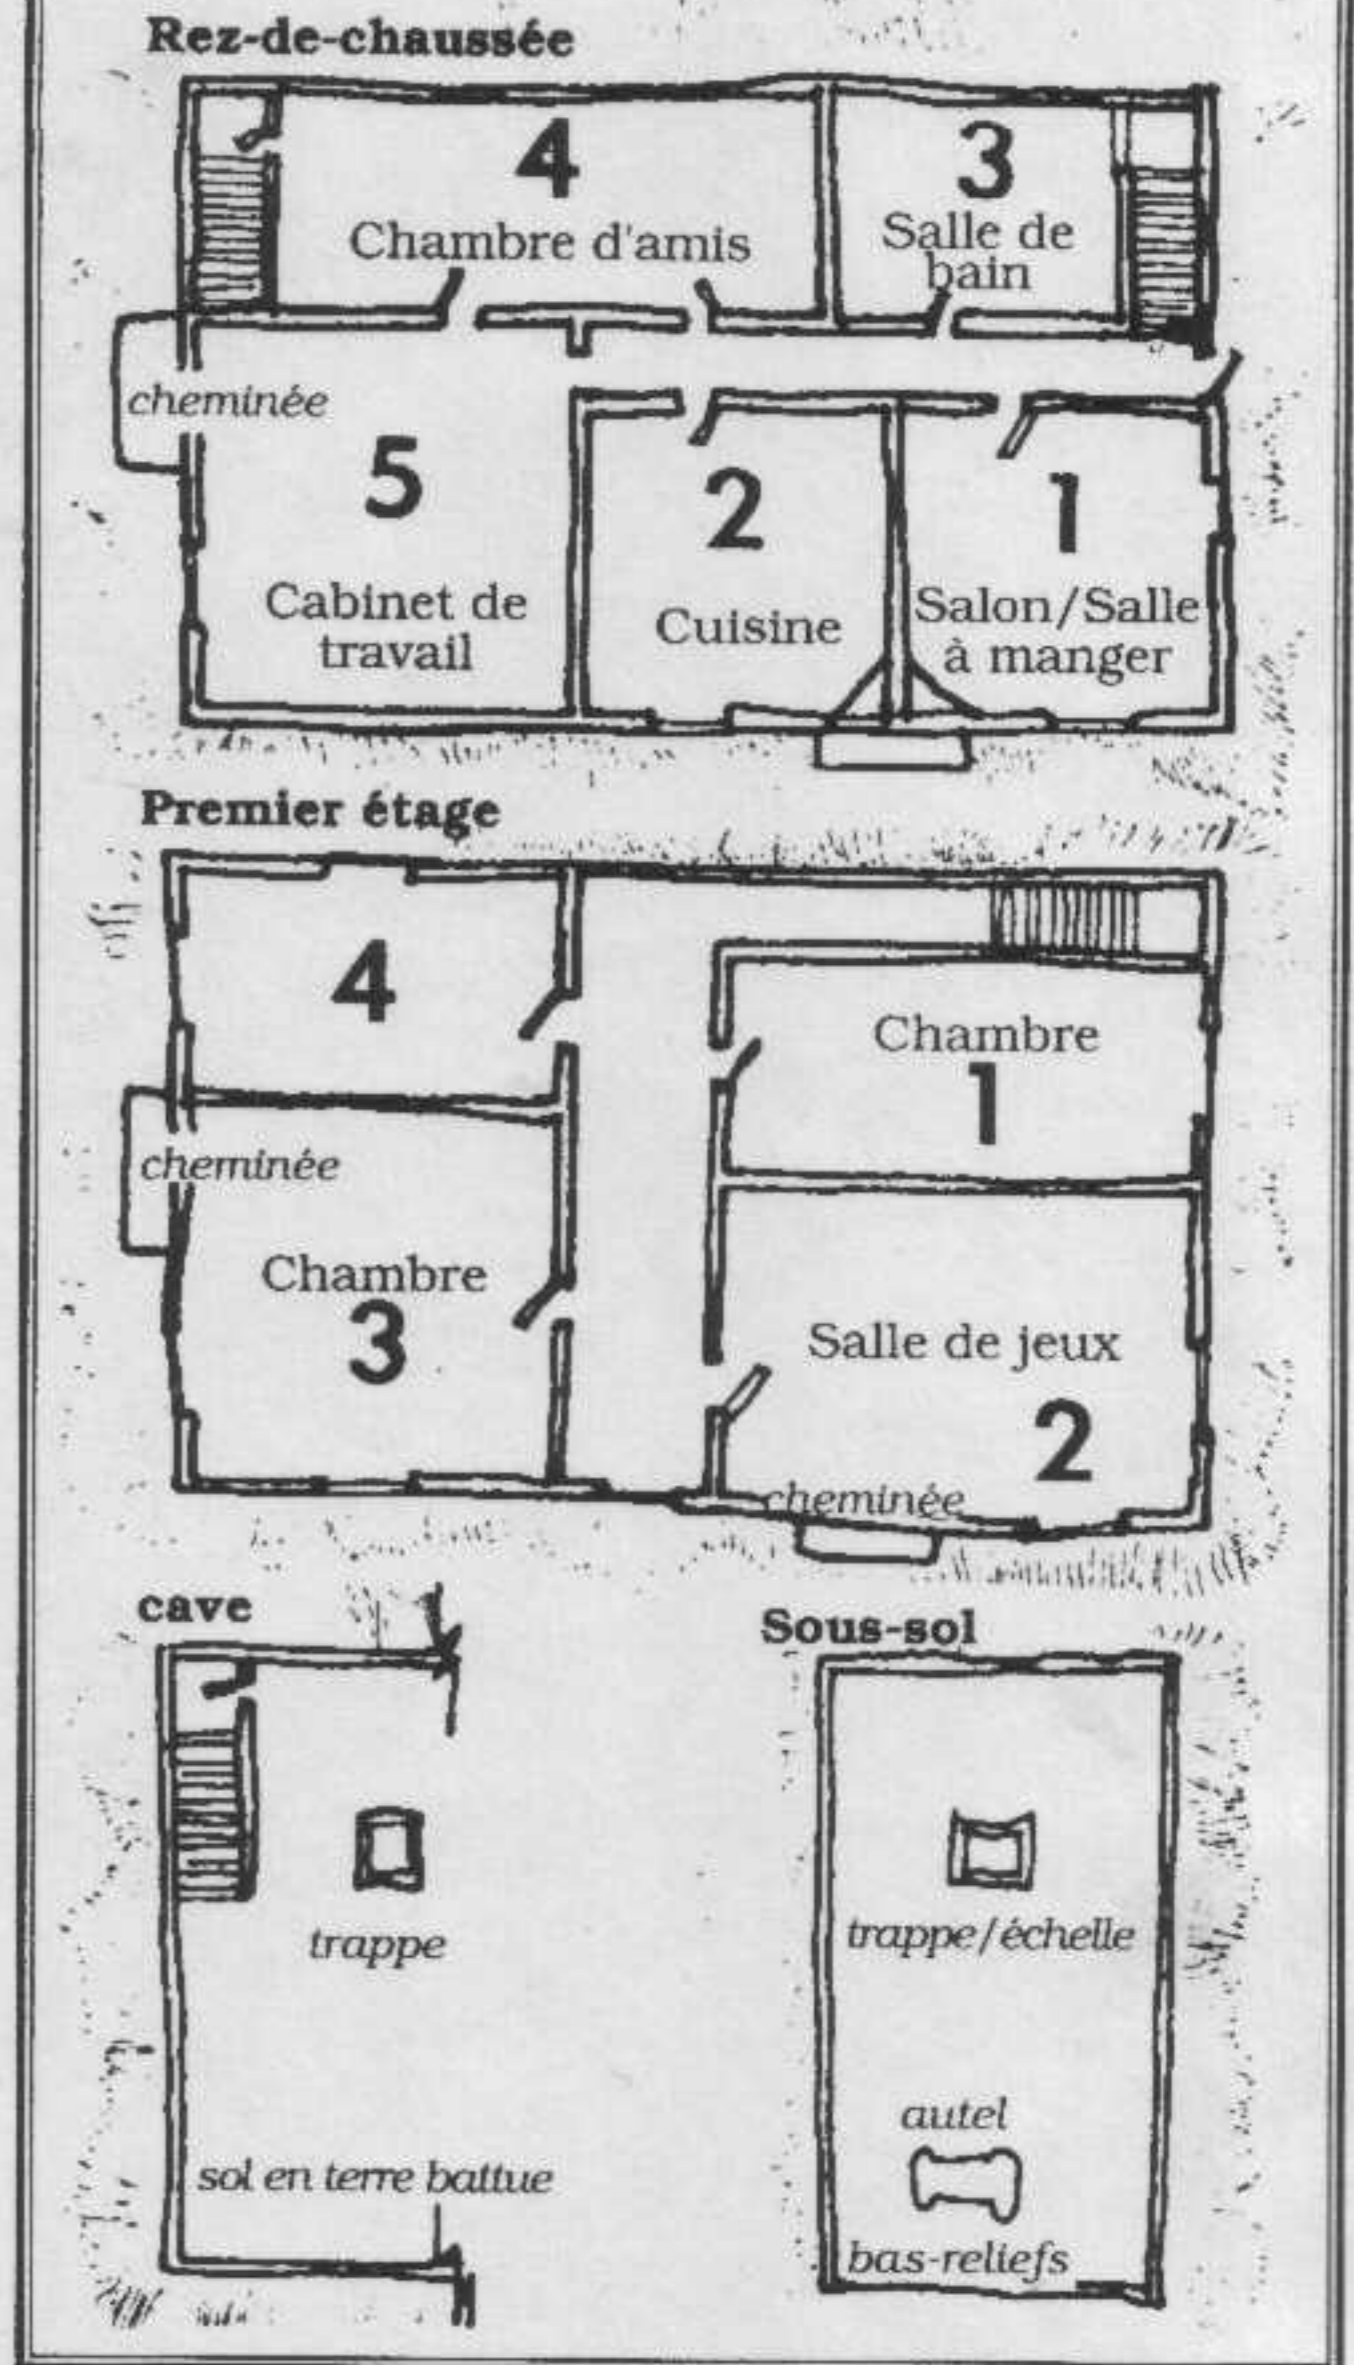 Rez-de-chaussée
4
Chambre d'amis
3
Salle de
bain
cheminée
5
Cabinet de
travail
2
Cuisine
1
Salon/Salle
à manger
Premier étage
4
Chambre
1
cheminée
Chambre
3
Salle de jeux
2
cheminée
cave
trappe
sol en terre battue
Sous-sol
trappe/échelle
autel
bas-reliefs